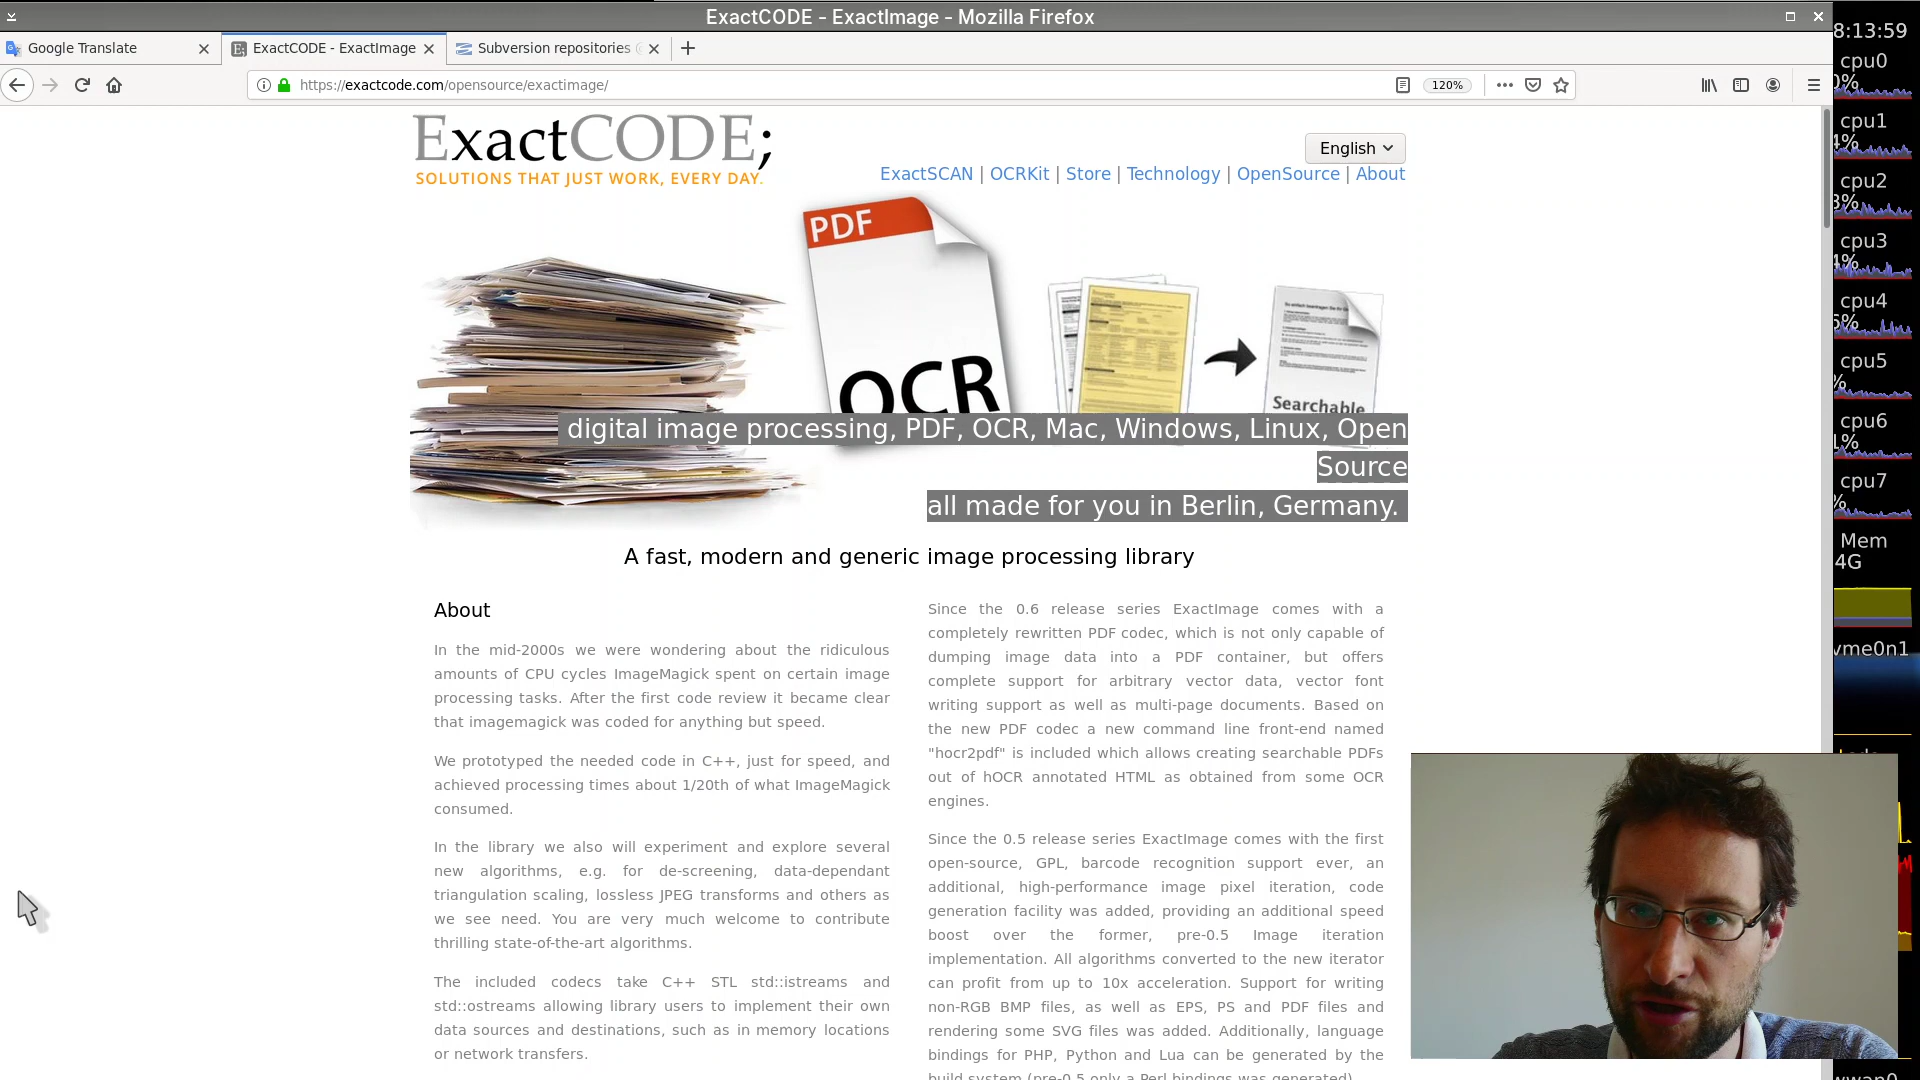 ExactCODE - ExactImage - Mozilla Firefox
Google Translate
ExactCODE - ExactImage
Subversion repositories
https://exactcode.com/opensource/exactimage/
120%
ExactCODE;
SOLUTIONS THAT JUST WORK, EVERY DAY.
English
ExactSCAN | OCRKit | Store | Technology | OpenSource | About
PDF
OCR
Searchable
digital image processing, PDF, OCR, Mac, Windows, Linux, Open
Source
all made for you in Berlin, Germany.
A fast, modern and generic image processing library
About
In the mid-2000s we were wondering about the ridiculous
amounts of CPU cycles ImageMagick spent on certain image
processing tasks. After the first code review it became clear
that imagemagick was coded for anything but speed.
We prototyped the needed code in C++, just for speed, and
achieved processing times about 1/20th of what ImageMagick
consumed.
In the library we also will experiment and explore several
new algorithms, e.g. for de-screening, data-dependant
triangulation scaling, lossless JPEG transforms and others as
we see need. You are very much welcome to contribute
thrilling state-of-the-art algorithms.
The included codecs take C++ STL std::istreams and
std::ostreams allowing library users to implement their own
data sources and destinations, such as in memory locations
or network transfers.
Since the 0.6 release series ExactImage comes with a
completely rewritten PDF codec, which is not only capable of
dumping image data into a PDF container, but offers
complete support for arbitrary vector data, vector font
writing support as well as multi-page documents. Based on
the new PDF codec a new command line front-end named
"hocr2pdf" is included which allows creating searchable PDFs
out of hOCR annotated HTML as obtained from some OCR
engines.
Since the 0.5 release series ExactImage comes with the first
open-source, GPL, barcode recognition support ever, an
additional, high-performance image pixel iteration, code
generation facility was added, providing an additional speed
boost over the former, pre-0.5 Image iteration
implementation. All algorithms converted to the new iterator
can profit from up to 10x acceleration. Support for writing
non-RGB BMP files, as well as EPS, PS and PDF files and
rendering some SVG files was added. Additionally, language
bindings for PHP, Python and Lua can be generated by the
build system (pre-0.5 only a Perl bindings was generated).
8:13:59
cpu0
0%
cpu1
4%
cpu2
3%
cpu3
4%
cpu4
5%
cpu5
%
cpu6
1%
cpu7
%
Mem
4G
vme0n1
wwan0